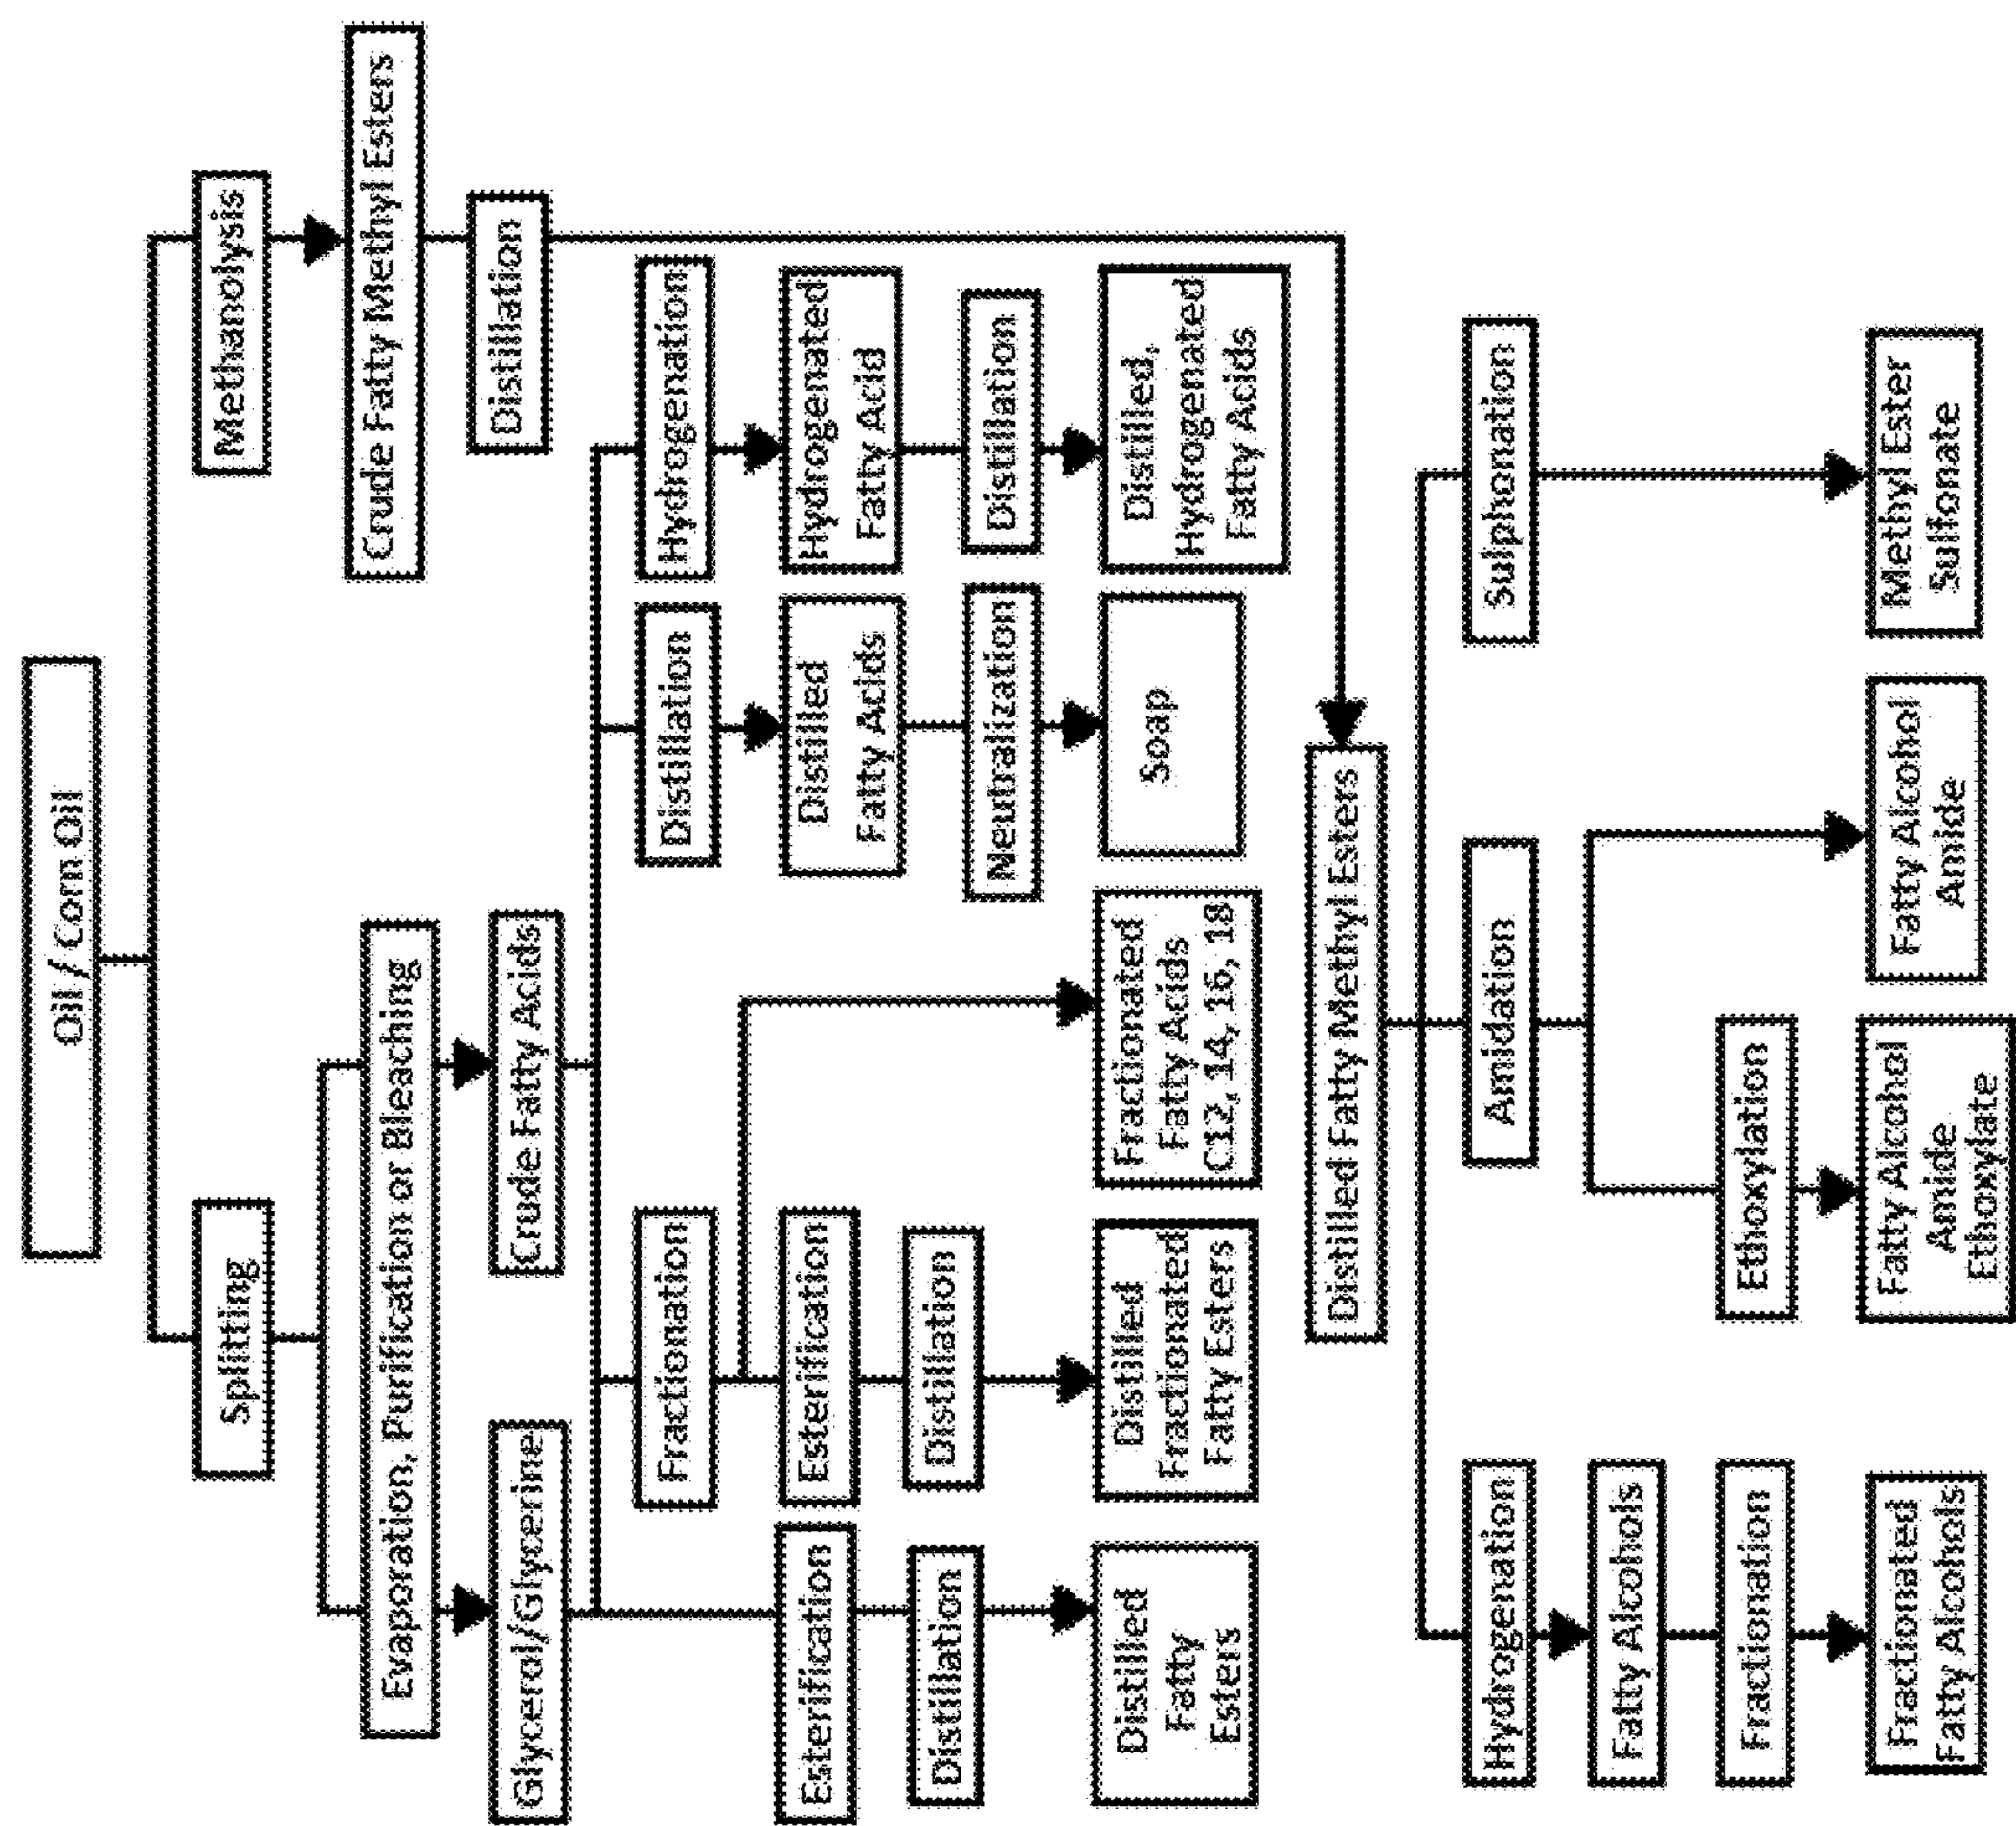 Oil / Corn Oil
Splitting
Methanolysis
Evaporation, Purification or Bleaching
Crude Fatty Methyl Esters
Glycerol/Glycerine
Crude Fatty Acids
Distillation
Fractionation
Distillation
Hydrogenation
Esterification
Esterification
Distilled
Fatty Acids
Hydrogenated
Fatty Acid
Distillation
Distillation
Neutralization
Distillation
Distilled
Fatty
Esters
Distilled
Fractionated
Fatty Esters
Fractionated
Fatty Acids
C12, 14, 16, 18
Soap
Distilled,
Hydrogenated
Fatty Acids
Distilled Fatty Methyl Esters
Hydrogenation
Amidation
Sulphonation
Fatty Alcohols
Fractionation
Ethoxylation
Fractionated
Fatty Alcohols
Fatty Alcohol
Amide
Ethoxylate
Fatty Alcohol
Amide
Methyl Ester
Sulfonate